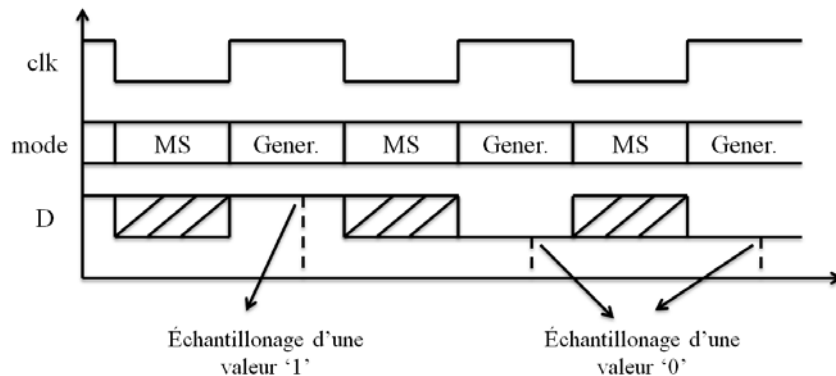 clk
mode MS Gener. MS Gener. MS Gener.
D
Échantillonage d’une
valeur ‘1’
Échantillonage d’une
valeur ‘0’